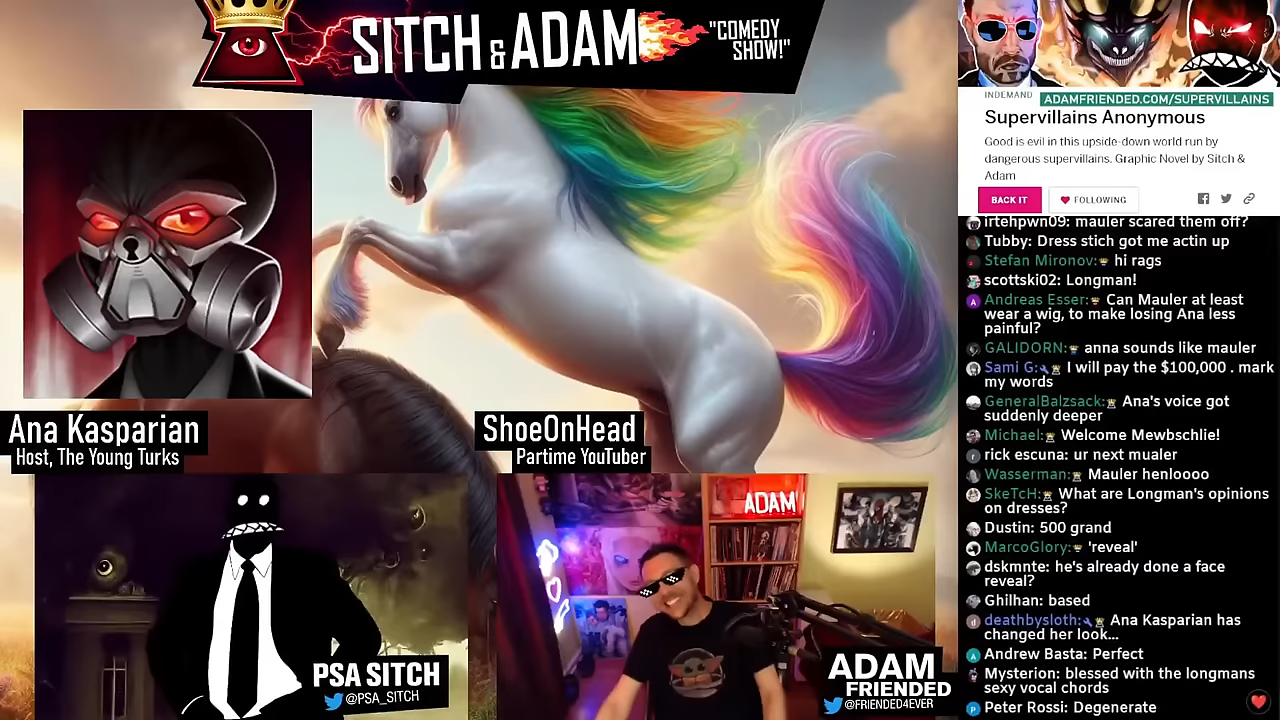 SITCH & ADAM
"COMEDY
SHOW!"
INDEMAND
ADAMFRIENDED.COM/SUPERVILLAINS
Supervillains Anonymous
Good is evil in this upside-down world run by
dangerous supervillains. Graphic Novel by Sitch &
Adam
BACK IT
FOLLOWING
irtehpwn09: mauler scared them off?
Tubby: Dress stich got me actin up
Stefan Mironov: hi rags
scottski02: Longman!
Andreas Esser: Can Mauler at least
wear a wig, to make losing Ana less
painful?
GALIDORN: anna sounds like mauler
Sami G: I will pay the $100,000 . mark
my words
GeneralBalzsack: Ana's voice got
suddenly deeper
Michael: Welcome Mewbschlie!
rick escuna: ur next mualer
Wasserman: Mauler henloooo
SkeTcH: What are Longman's opinions
on dresses?
Dustin: 500 grand
MarcoGlory: 'reveal'
dskmnte: he's already done a face
reveal?
Ghilhan: based
deathbysloth: Ana Kasparian has
changed her look...
Andrew Basta: Perfect
Mysterion: blessed with the longmans
sexy vocal chords
Peter Rossi: Degenerate
Ana Kasparian
Host, The Young Turks
ShoeOnHead
Partime YouTuber
ADAM
PSA SITCH
@PSA_SITCH
ADAM
FRIENDED
@FRIENDED4EVER